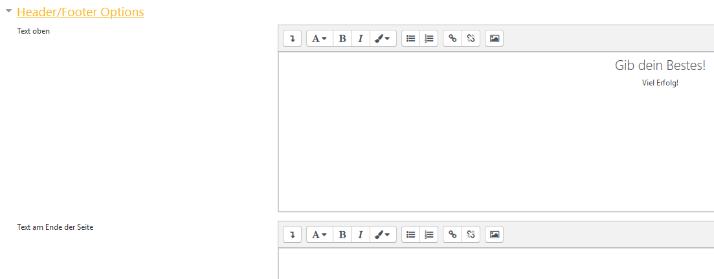 Header/Footer Options
Text oben
A B I
Gib dein Bestes!
Viel Erfolg!
Text am Ende der Seite
A B I